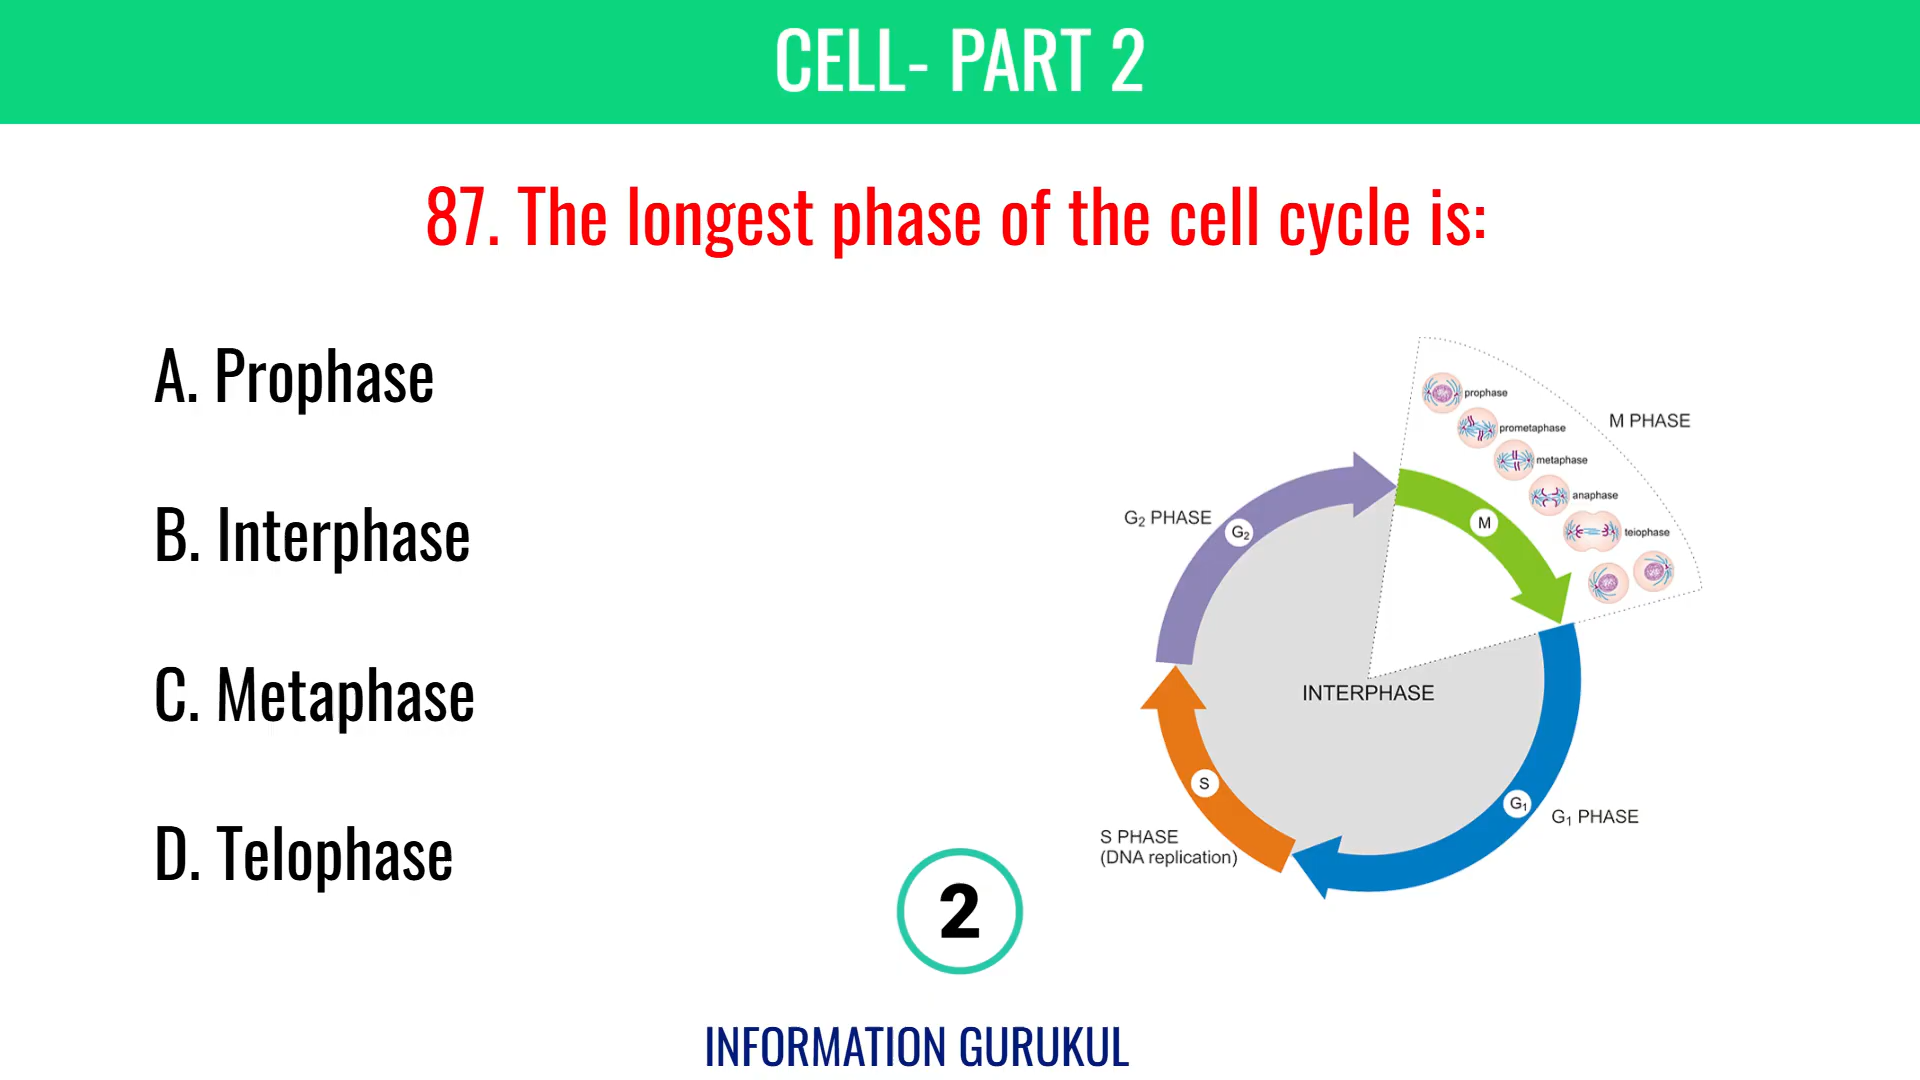 CELL- PART 2
87. The longest phase of the cell cycle is:
A. Prophase
B. Interphase
C. Metaphase
D. Telophase
prophase
prometaphase
metaphase
anaphase
teiophase
M PHASE
G₂ PHASE
G₂
M
INTERPHASE
S
G₁
G₁ PHASE
S PHASE
(DNA replication)
2
INFORMATION GURUKUL